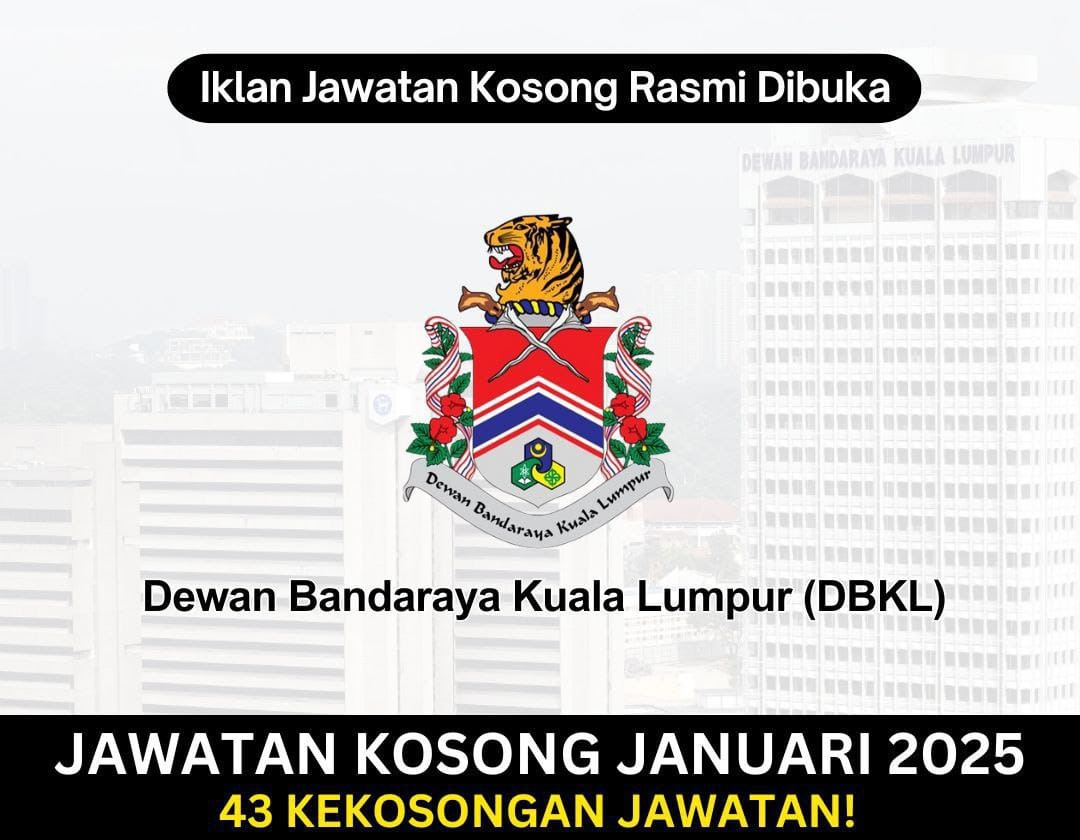 Iklan Jawatan Kosong Rasmi Dibuka
DEWAN BANDARAYA KUALA LUMPUR
Dewan Bandaraya Kuala Lumpur
Dewan Bandaraya Kuala Lumpur (DBKL)
JAWATAN KOSONG JANUARI 2025
43 KEKOSONGAN JAWATAN!